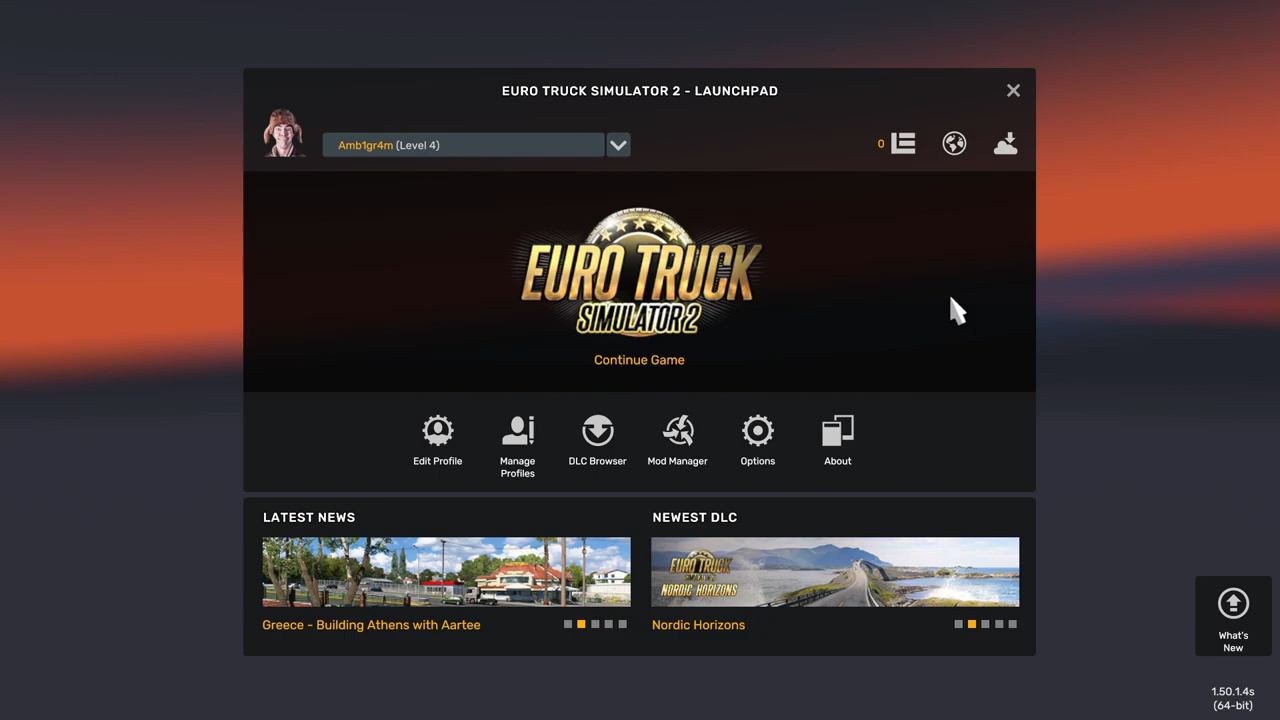 EURO TRUCK SIMULATOR 2 - LAUNCHPAD
Amb1gr4m (Level 4)
0
EURO TRUCK
SIMULATOR 2
Continue Game
Edit Profile
Manage
Profiles
DLC Browser
Mod Manager
Options
About
LATEST NEWS
Greece - Building Athens with Aartee
NEWEST DLC
EURO TRUCK
SIMULATOR 2
NORDIC HORIZONS
Nordic Horizons
What's
New
1.50.1.4s
(64-bit)